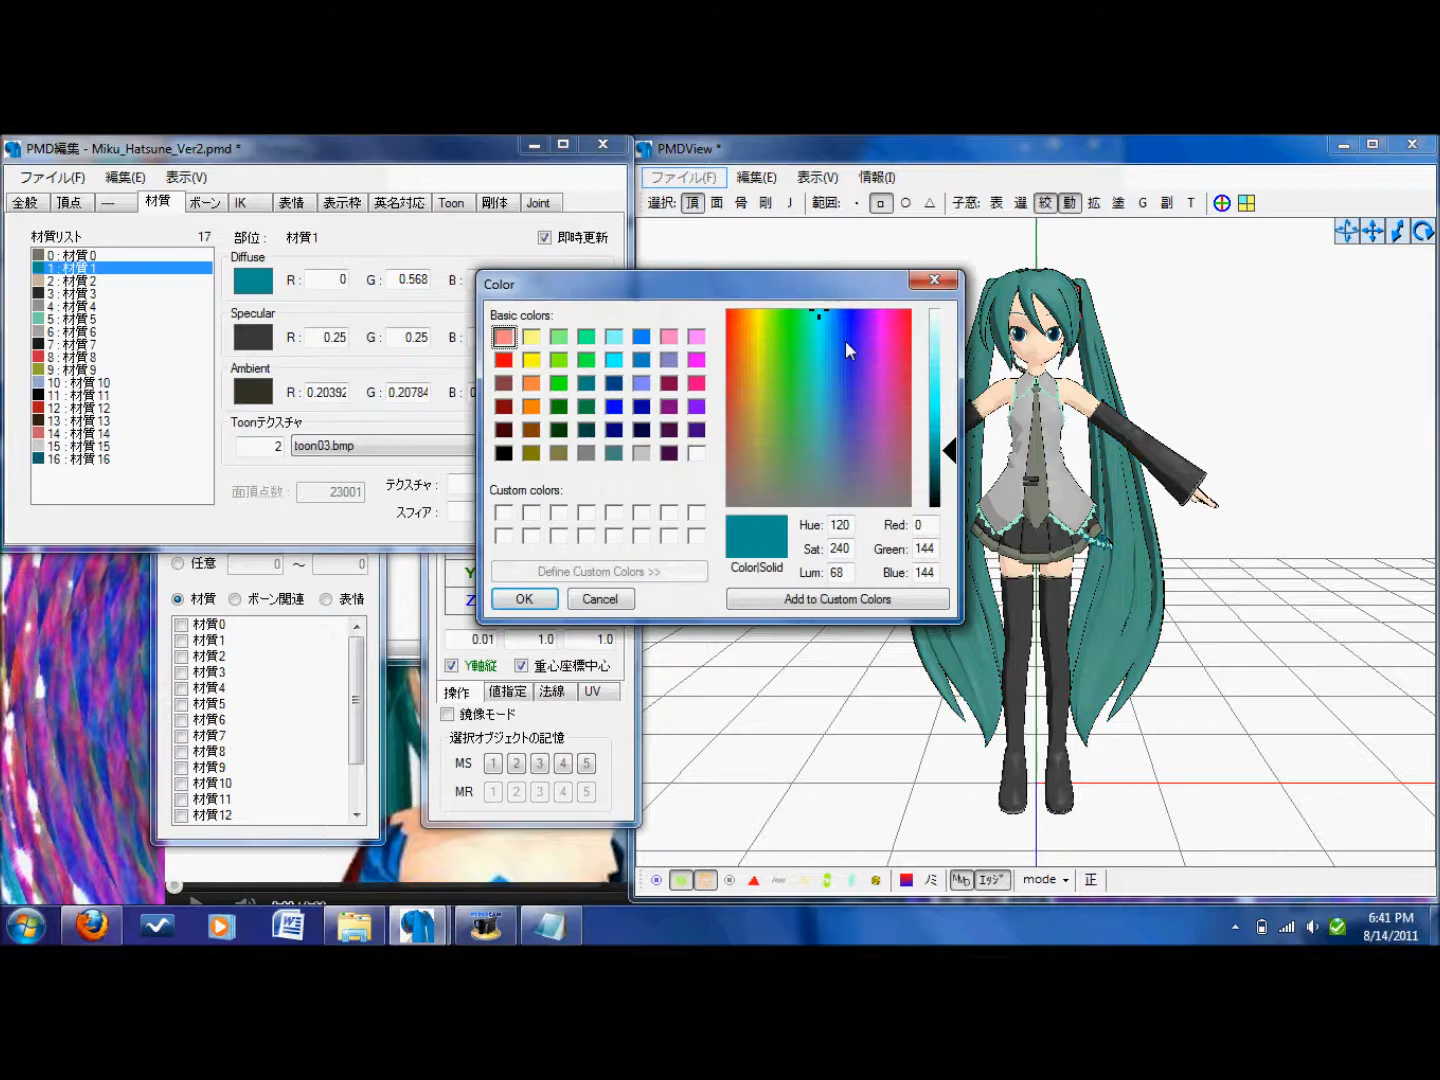 PMD編集 - Miku_Hatsune_Ver2.pmd *
ファイル(F) 編集(E) 表示(V)
全般 頂点 ― 材質 ボーン IK 表情 表示枠 英名対応 Toon 剛体 Joint
材質リスト 17
部位: 材質1
即時更新
0 : 材質 0
1 : 材質 1
2 : 材質 2
3 : 材質 3
4 : 材質 4
5 : 材質 5
6 : 材質 6
7 : 材質 7
8 : 材質 8
9 : 材質 9
10 : 材質 10
11 : 材質 11
12 : 材質 12
13 : 材質 13
14 : 材質 14
15 : 材質 15
16 : 材質 16
Diffuse
R : 0 G : 0.568 B :
Specular
R : 0.25 G : 0.25 B :
Ambient
R : 0.20392 G : 0.20784 B :
Toonテクスチャ
2 toon03.bmp
面頂点数 : 23001
テクスチャ :
スフィア :
任意 0 ～ 0
材質 ボーン関連 表情
材質0
材質1
材質2
材質3
材質4
材質5
材質6
材質7
材質8
材質9
材質10
材質11
材質12
Y
Z
0.01 1.0 1.0
Y軸縦 重心座標中心
操作 値指定 法線 UV
鏡像モード
選択オブジェクトの記憶
MS 1 2 3 4 5
MR 1 2 3 4 5
Color
Basic colors:
Custom colors:
Define Custom Colors >>
OK Cancel
Color|Solid
Hue: 120 Red: 0
Sat: 240 Green: 144
Lum: 68 Blue: 144
Add to Custom Colors
PMDView *
ファイル(F) 編集(E) 表示(V) 情報(I)
選択: 頂 面 骨 剛 J 範囲: 子窓: 表 選 絞 動 拡 塗 G 副 T
mode 正
HYPERCAM
6:41 PM
8/14/2011